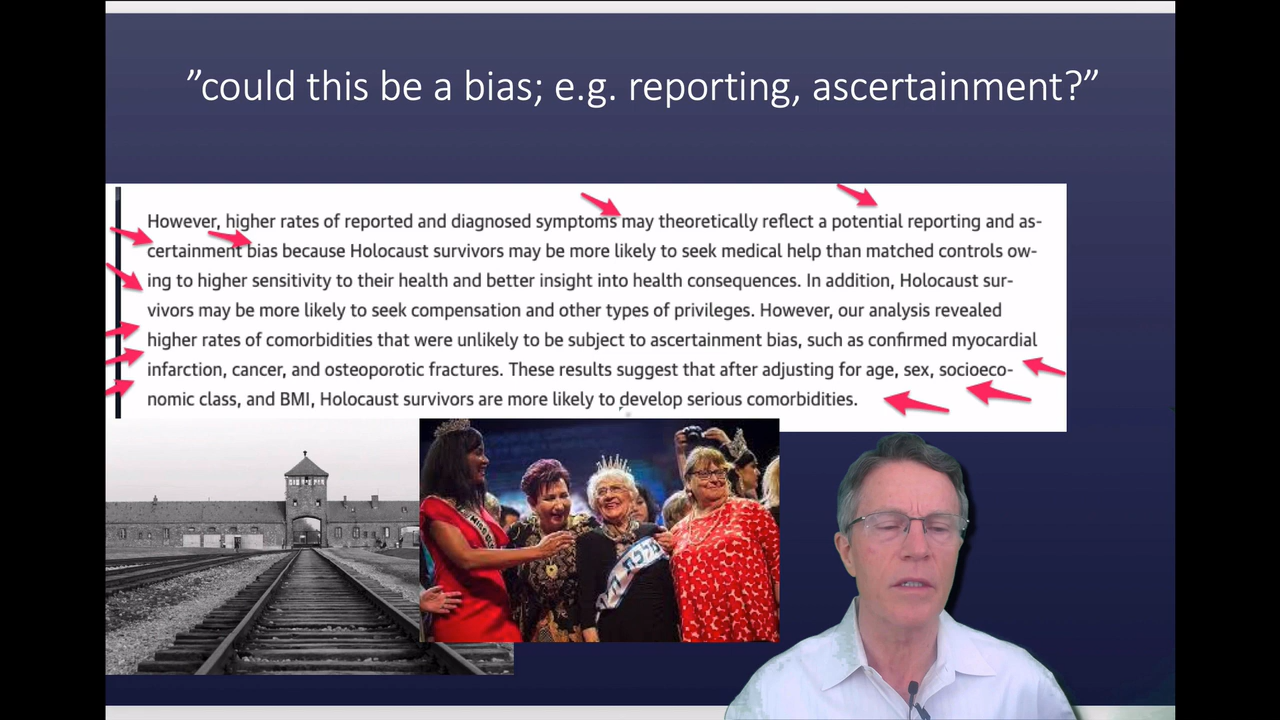 ”could this be a bias; e.g. reporting, ascertainment?”
However, higher rates of reported and diagnosed symptoms may theoretically reflect a potential reporting and as-
certainment bias because Holocaust survivors may be more likely to seek medical help than matched controls ow-
ing to higher sensitivity to their health and better insight into health consequences. In addition, Holocaust sur-
vivors may be more likely to seek compensation and other types of privileges. However, our analysis revealed
higher rates of comorbidities that were unlikely to be subject to ascertainment bias, such as confirmed myocardial
infarction, cancer, and osteoporotic fractures. These results suggest that after adjusting for age, sex, socioeco-
nomic class, and BMI, Holocaust survivors are more likely to develop serious comorbidities.
MISS
מלכת